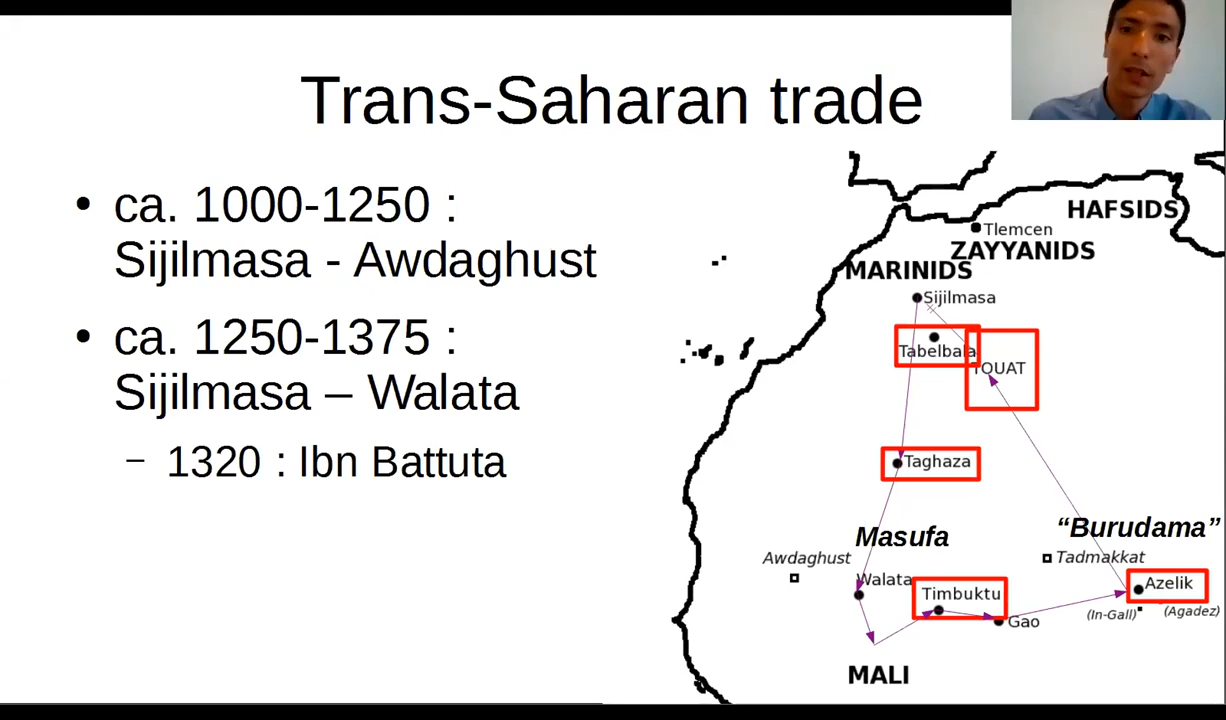 Trans-Saharan trade
• ca. 1000-1250 :
Sijilmasa - Awdaghust
• ca. 1250-1375 :
Sijilmasa – Walata
– 1320 : Ibn Battuta
HAFSIDS
Tlemcen
ZAYYANIDS
MARINIDS
Sijilmasa
Tabelbala
TOUAT
Taghaza
"Burudama"
Masufa
Awdaghust
Tadmakkat
Walata
Azelik
Timbuktu
(In-Gall)
(Agadez)
Gao
MALI